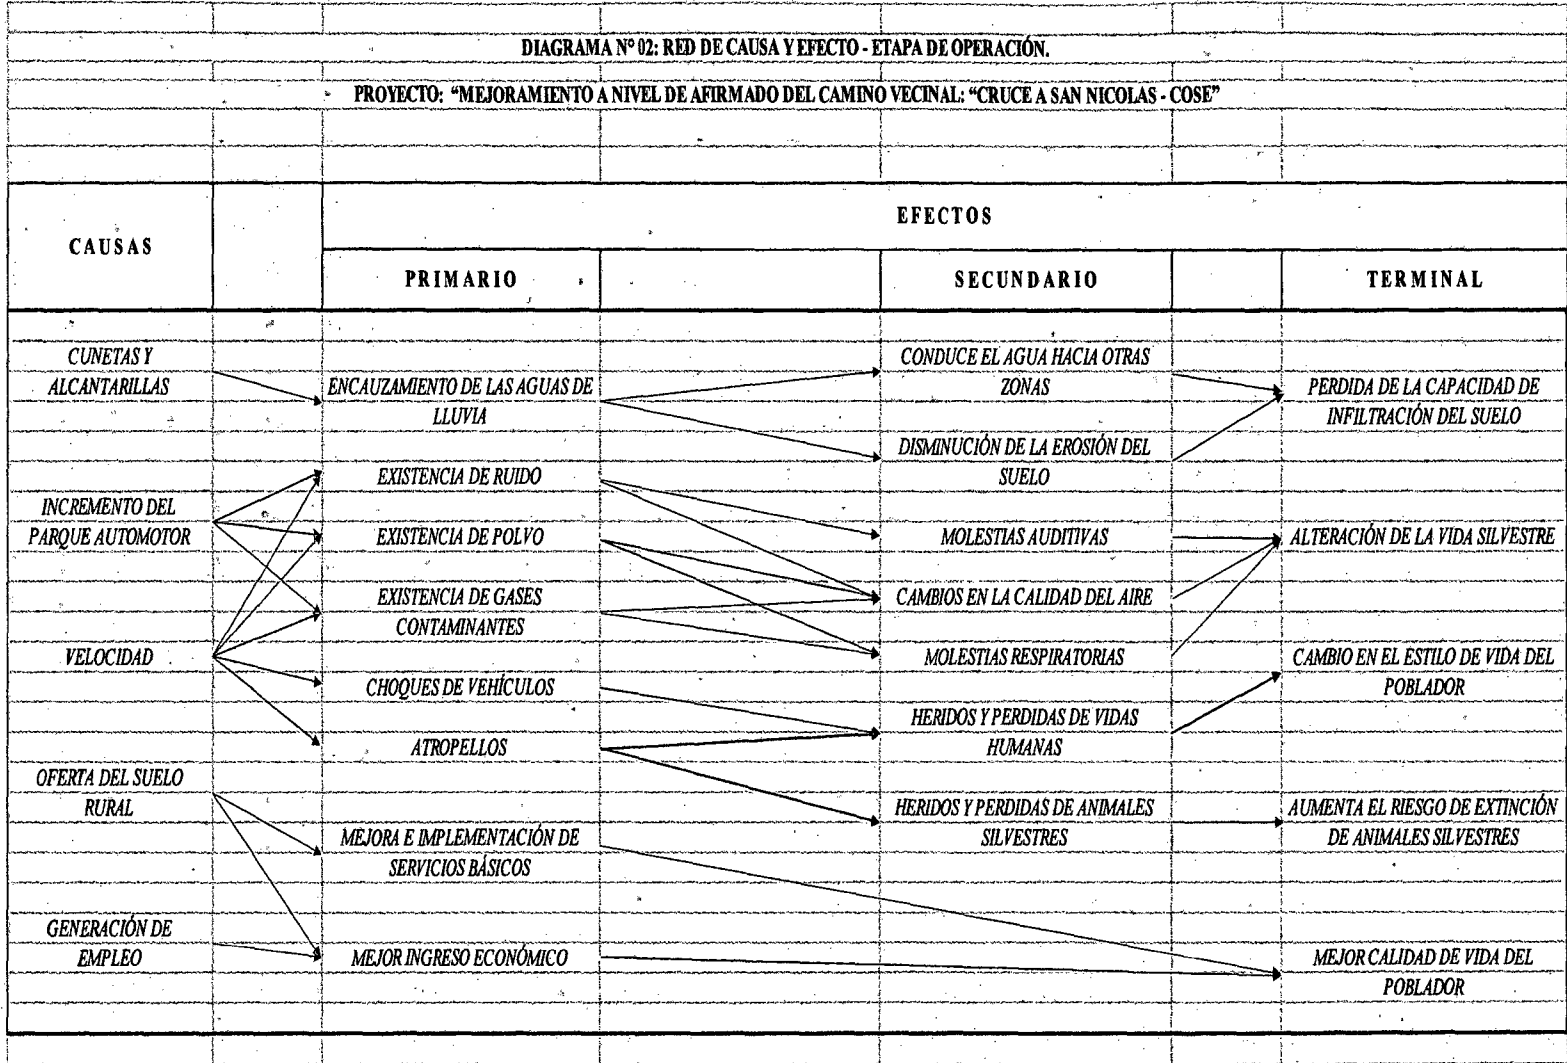 DIAGRAMA Nº 02: RED DE CAUSA Y EFECTO - ETAPA DE OPERACIÓN.
PROYECTO: “MEJORAMIENTO A NIVEL DE AFIRMADO DEL CAMINO VECINAL: “CRUCE A SAN NICOLAS - COSE”
CAUSAS
EFECTOS
PRIMARIO
SECUNDARIO
TERMINAL
CUNETAS Y
ALCANTARILLAS
ENCAUZAMIENTO DE LAS AGUAS DE
LLUVIA
CONDUCE EL AGUA HACIA OTRAS
ZONAS
PERDIDA DE LA CAPACIDAD DE
INFILTRACIÓN DEL SUELO
DISMINUCIÓN DE LA EROSIÓN DEL
SUELO
INCREMENTO DEL
PARQUE AUTOMOTOR
EXISTENCIA DE RUIDO
EXISTENCIA DE POLVO
MOLESTIAS AUDITIVAS
ALTERACIÓN DE LA VIDA SILVESTRE
EXISTENCIA DE GASES
CONTAMINANTES
CAMBIOS EN LA CALIDAD DEL AIRE
VELOCIDAD
MOLESTIAS RESPIRATORIAS
CAMBIO EN EL ESTILO DE VIDA DEL
POBLADOR
CHOQUES DE VEHÍCULOS
ATROPELLOS
HERIDOS Y PERDIDAS DE VIDAS
HUMANAS
OFERTA DEL SUELO
RURAL
HERIDOS Y PERDIDAS DE ANIMALES
SILVESTRES
AUMENTA EL RIESGO DE EXTINCIÓN
DE ANIMALES SILVESTRES
MEJORA E IMPLEMENTACIÓN DE
SERVICIOS BÁSICOS
GENERACIÓN DE
EMPLEO
MEJOR INGRESO ECONÓMICO
MEJOR CALIDAD DE VIDA DEL
POBLADOR